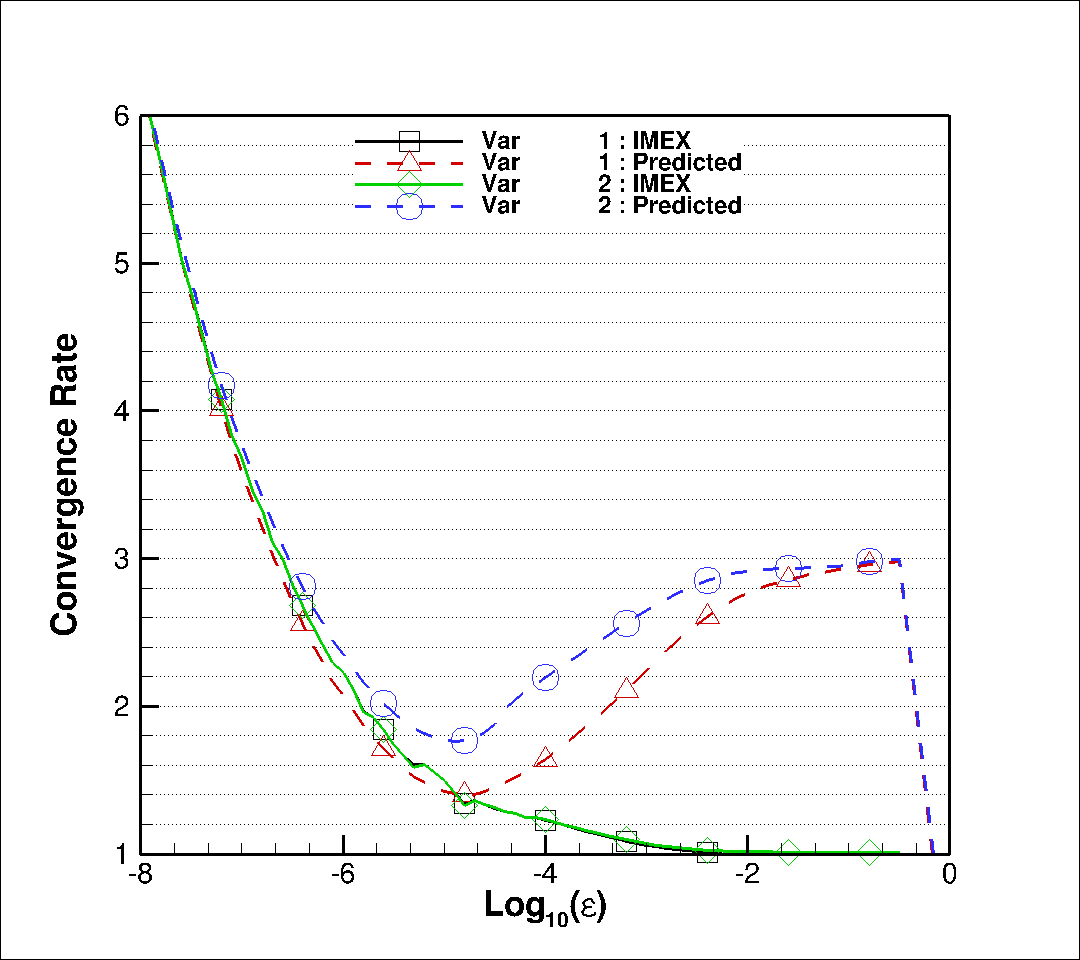 6
5
4
3
2
1
Convergence Rate
Var 1 : IMEX
Var 1 : Predicted
Var 2 : IMEX
Var 2 : Predicted
-8 -6 -4 -2 0
Log10(ε)